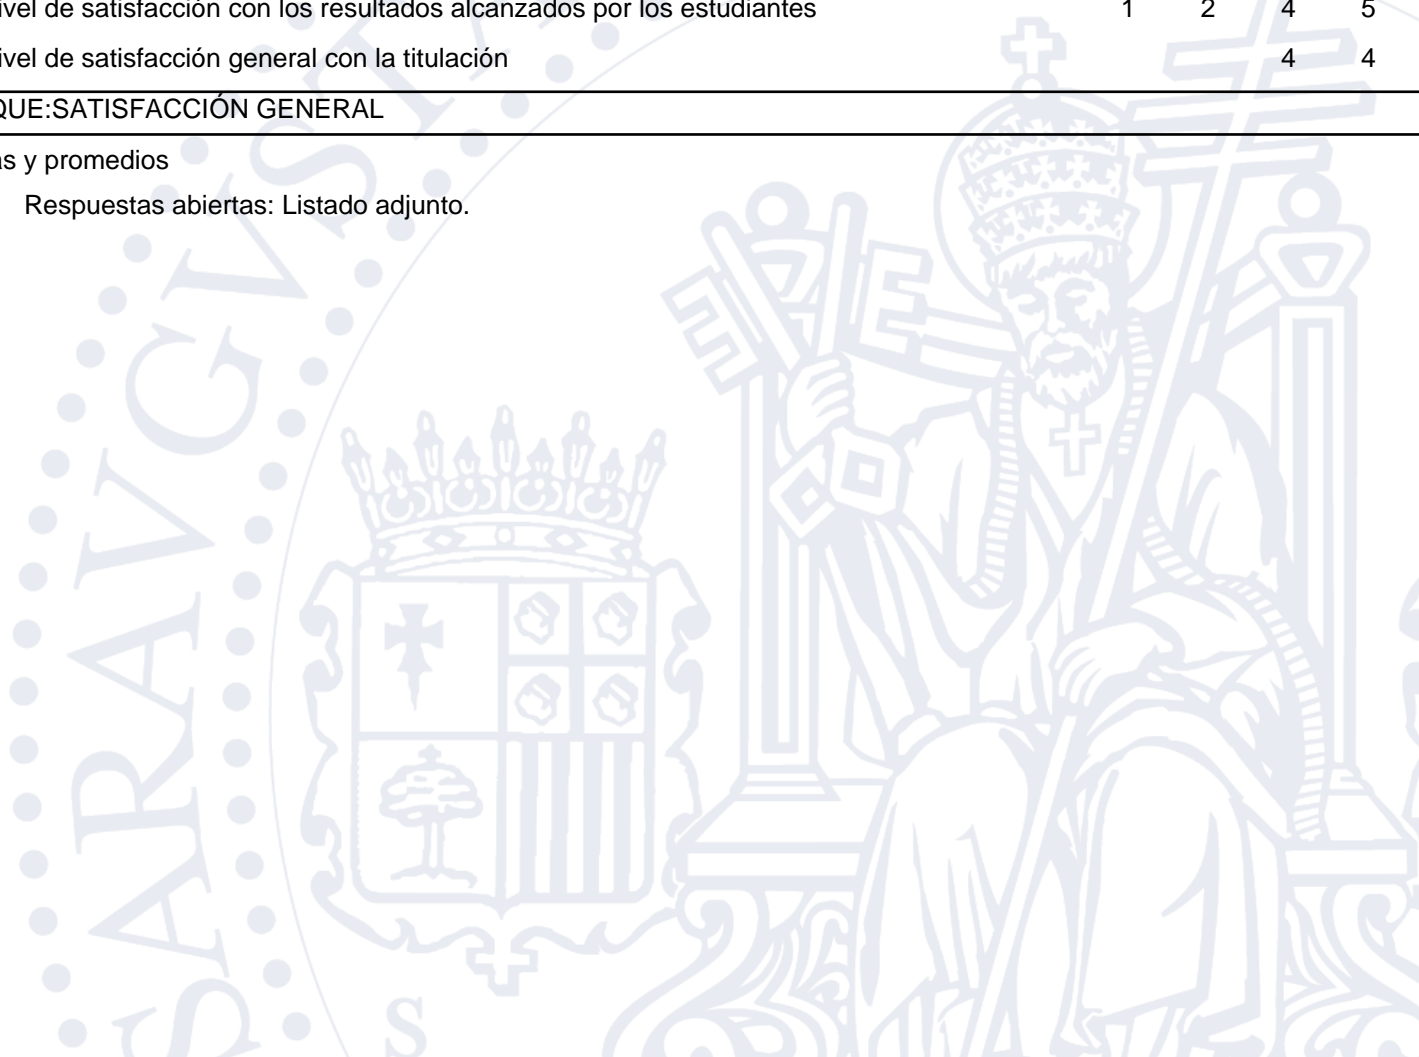 ivel de satisfacción con los resultados alcanzados por los estudiantes 1 2 4 5
ivel de satisfacción general con la titulación 4 4
QUE:SATISFACCIÓN GENERAL
as y promedios
Respuestas abiertas: Listado adjunto.
SARAVGVSTA
S